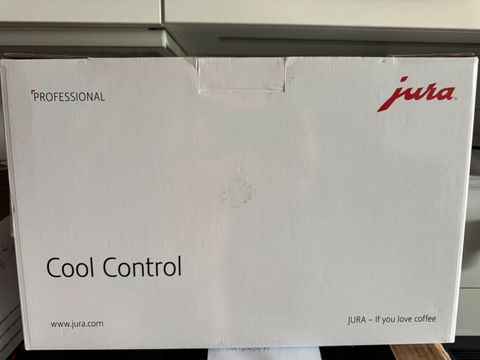 PROFESSIONAL
jura
Cool Control
www.jura.com
JURA – If you love coffee